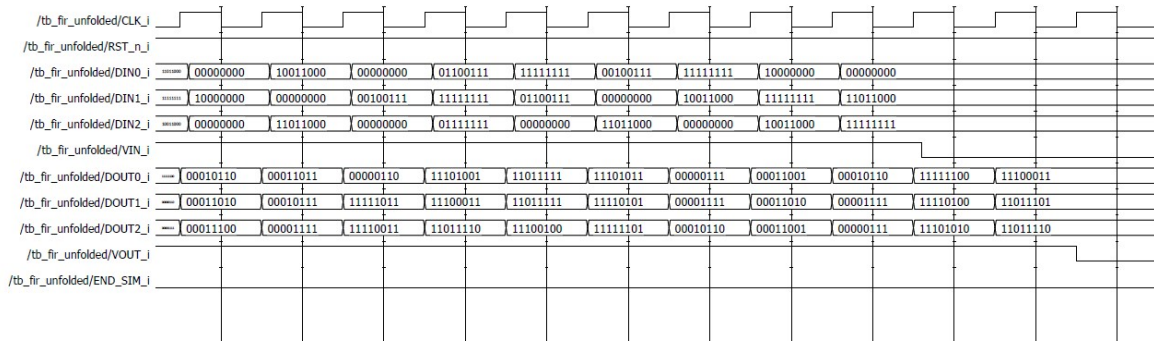 /tb_fir_unfolded/CLK_i
/tb_fir_unfolded/RST_n_i
/tb_fir_unfolded/DIN0_i 00000000 10011000 00000000 01100111 11111111 00100111 11111111 10000000 00000000
/tb_fir_unfolded/DIN1_i 10000000 00000000 00100111 11111111 01100111 00000000 10011000 11111111 11011000
/tb_fir_unfolded/DIN2_i 00000000 11011000 00000000 01111111 00000000 11011000 00000000 10011000 11111111
/tb_fir_unfolded/VIN_i
/tb_fir_unfolded/DOUT0_i 00010110 00011011 00000110 11101001 11011111 11101011 00000111 00011001 00010110 11111100 11100011
/tb_fir_unfolded/DOUT1_i 00011010 00010111 11111011 11100011 11011111 11110101 00001111 00011010 00001111 11110100 11011101
/tb_fir_unfolded/DOUT2_i 00011100 00001111 11110011 11011110 11100100 11111101 00010110 00011001 00000111 11101010 11011110
/tb_fir_unfolded/VOUT_i
/tb_fir_unfolded/END_SIM_i